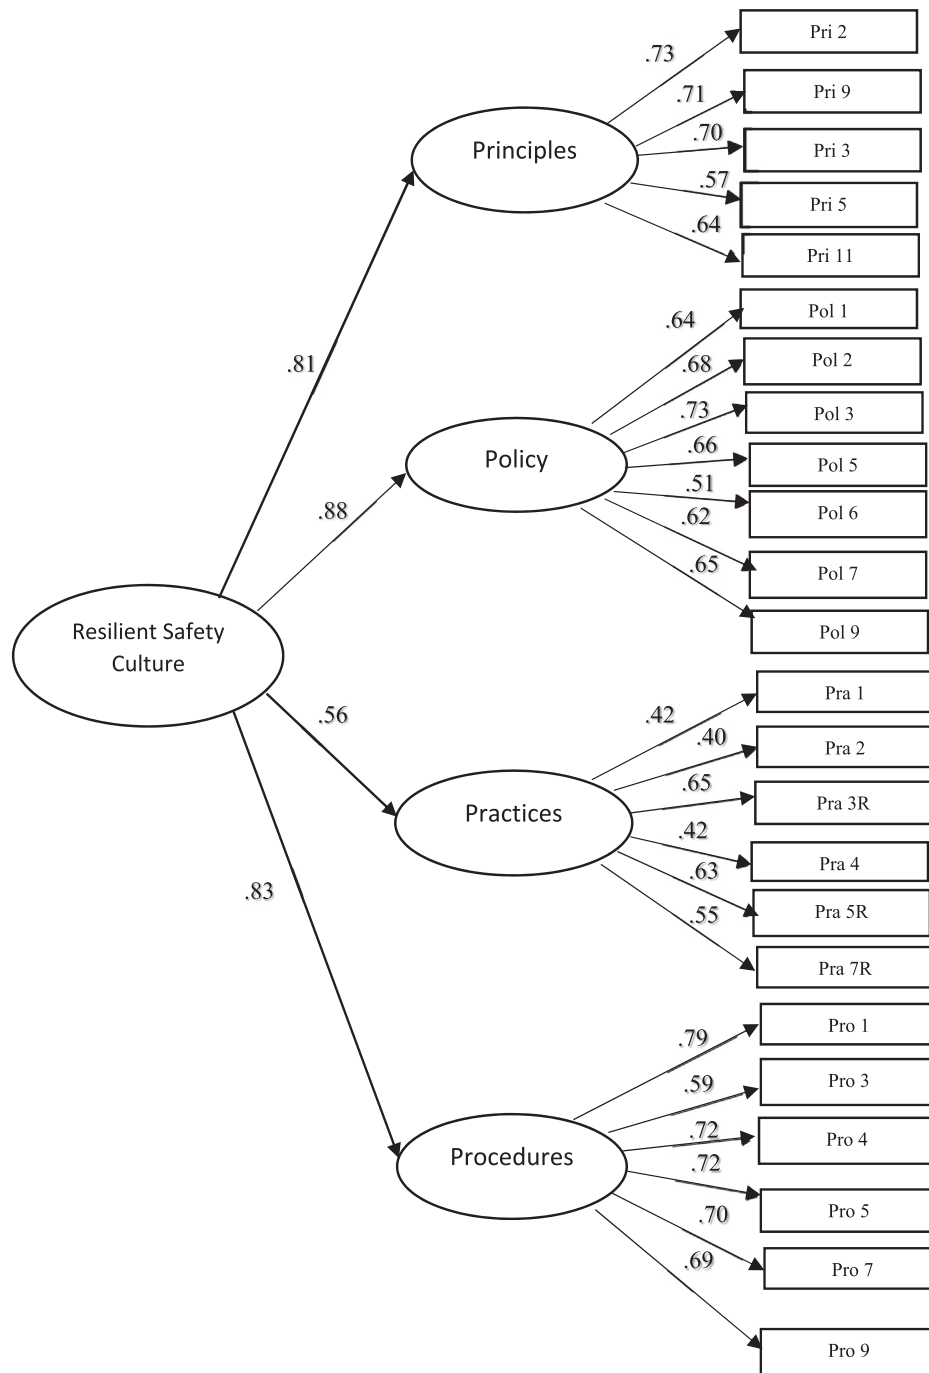 Pri 2
.73
.71
Pri 9
.70
Pri 3
Principles
.57
Pri 5
.64
Pri 11
.81
.64
Pol 1
.68
Pol 2
.73
Pol 3
Policy
.66
Pol 5
.51
Pol 6
.62
Pol 7
.65
Pol 9
.88
Resilient Safety
Culture
.56
.42
Pra 1
.40
Pra 2
.65
Pra 3R
Practices
.42
Pra 4
.63
Pra 5R
.55
Pra 7R
.83
.79
Pro 1
.59
Pro 3
.72
Pro 4
Procedures
.72
Pro 5
.70
Pro 7
.69
Pro 9